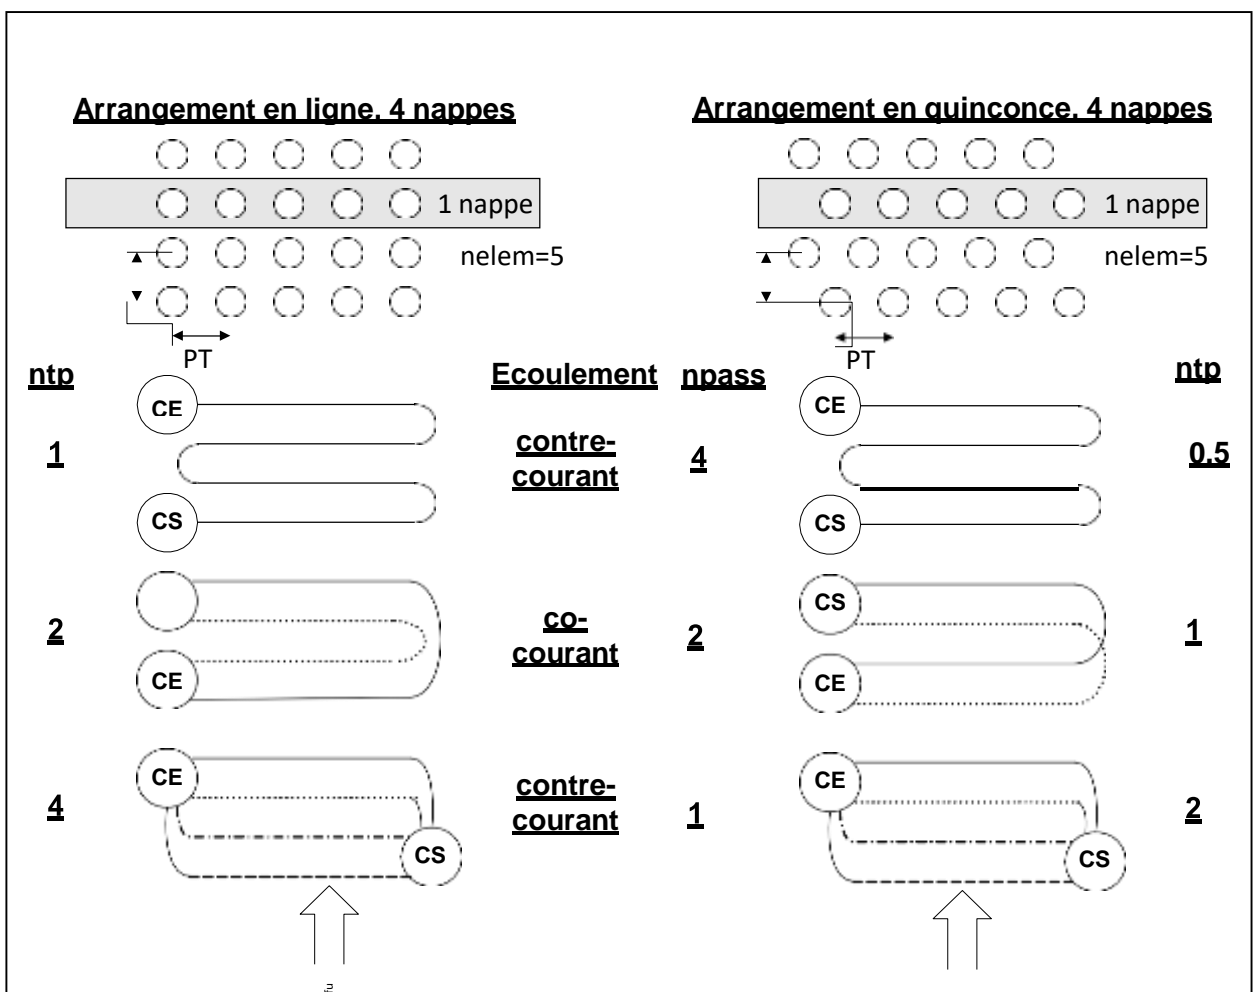 Arrangement en ligne. 4 nappes
Arrangement en quinconce. 4 nappes
1 nappe
1 nappe
nelem=5
nelem=5
PT
PT
ntp
Ecoulement
npass
ntp
CE
CE
1
contre-
courant
4
0.5
CS
CS
CS
2
co-
courant
2
1
CE
CE
CE
CE
4
contre-
courant
1
2
CS
CS
fu